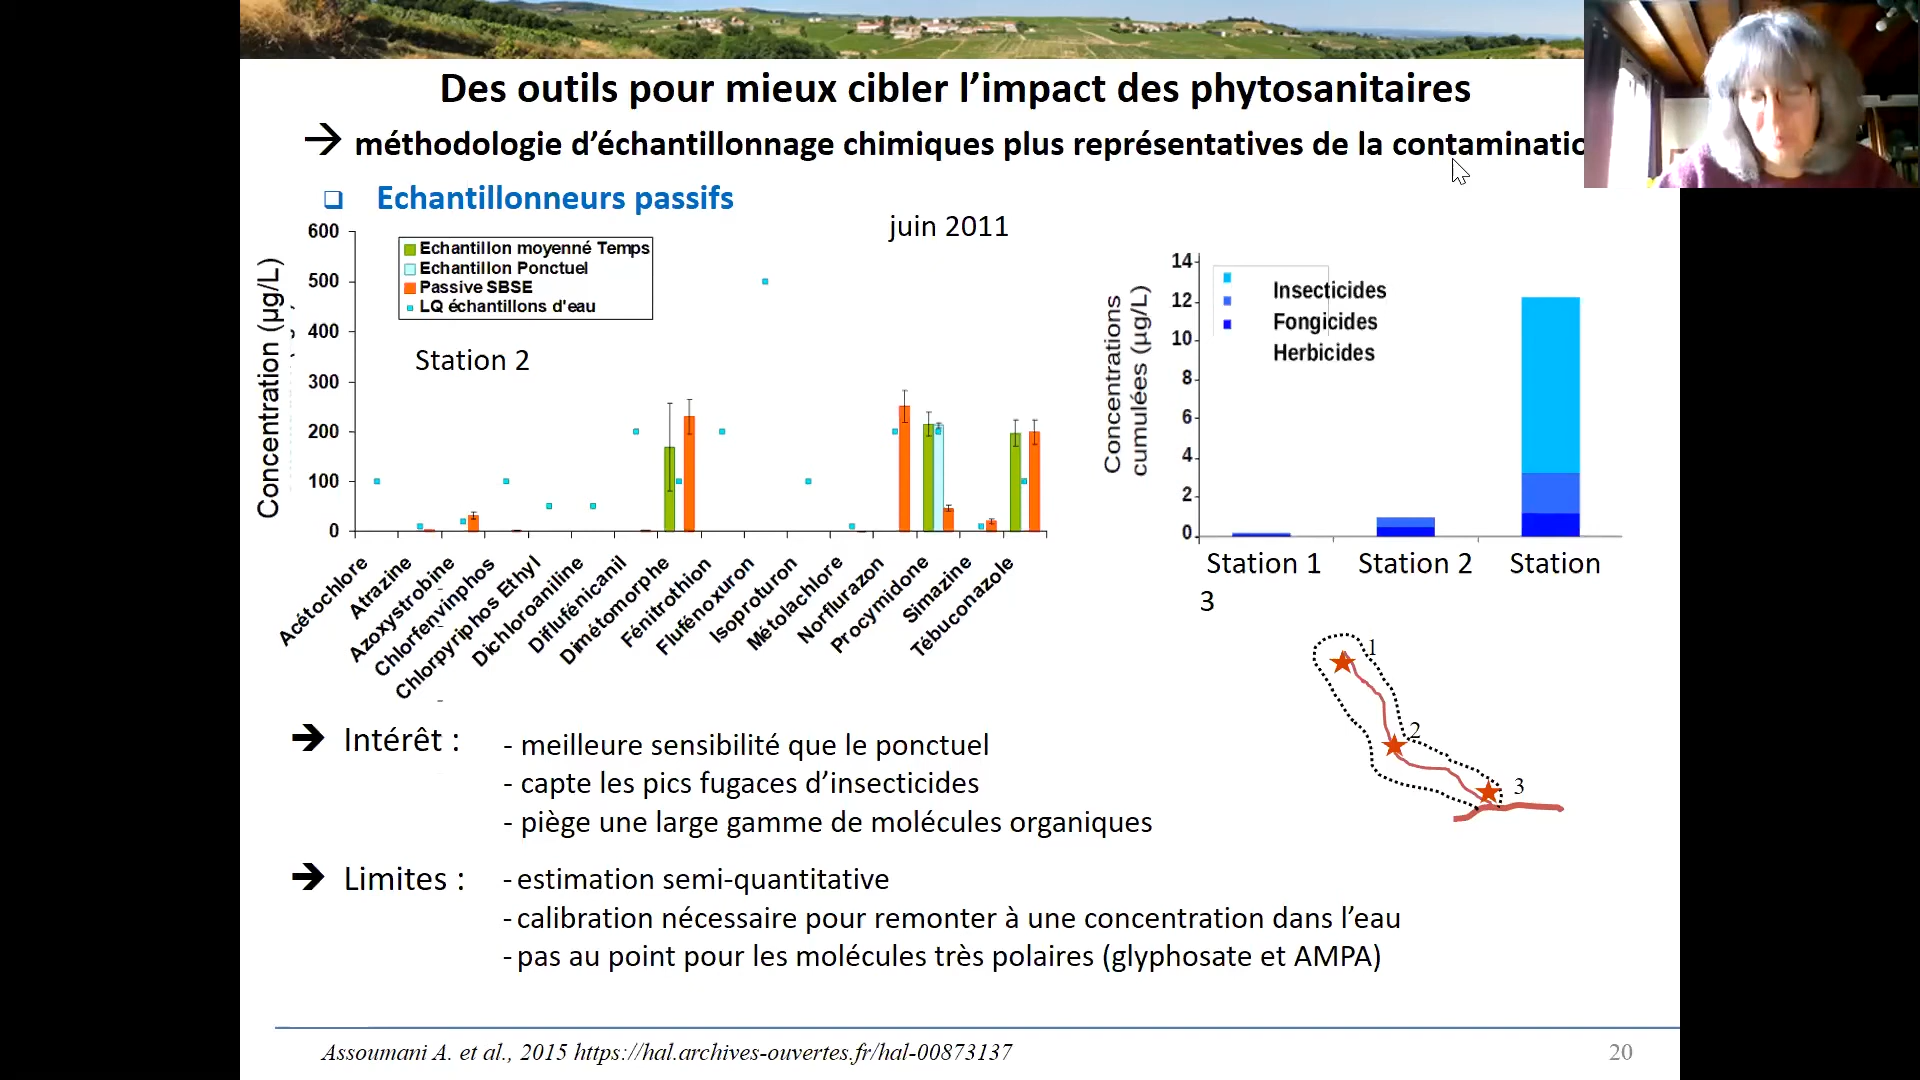 Des outils pour mieux cibler l’impact des phytosanitaires
méthodologie d’échantillonnage chimiques plus représentatives de la contaminatio
Echantillonneurs passifs
juin 2011
Concentration (µg/L)
600
500
400
300
200
100
0
Echantillon moyenné Temps
Echantillon Ponctuel
Passive SBSE
LQ échantillons d'eau
Station 2
Acétochlore
Atrazine
Azoxystrobine
Chlorfenvinphos
Chlorpyriphos Ethyl
Dichloroaniline
Diflufénicanil
Dimétomorphe
Fénitrothion
Flufénoxuron
Isoproturon
Métolachlore
Norflurazon
Procymidone
Simazine
Tébuconazole
Concentrations
cumulées (µg/L)
14
12
10
8
6
4
2
0
Insecticides
Fongicides
Herbicides
Station 1 Station 2 Station
3
1
2
3
Intérêt :
- meilleure sensibilité que le ponctuel
- capte les pics fugaces d’insecticides
- piège une large gamme de molécules organiques
Limites :
- estimation semi-quantitative
- calibration nécessaire pour remonter à une concentration dans l’eau
- pas au point pour les molécules très polaires (glyphosate et AMPA)
Assoumani A. et al., 2015 https://hal.archives-ouvertes.fr/hal-00873137
20